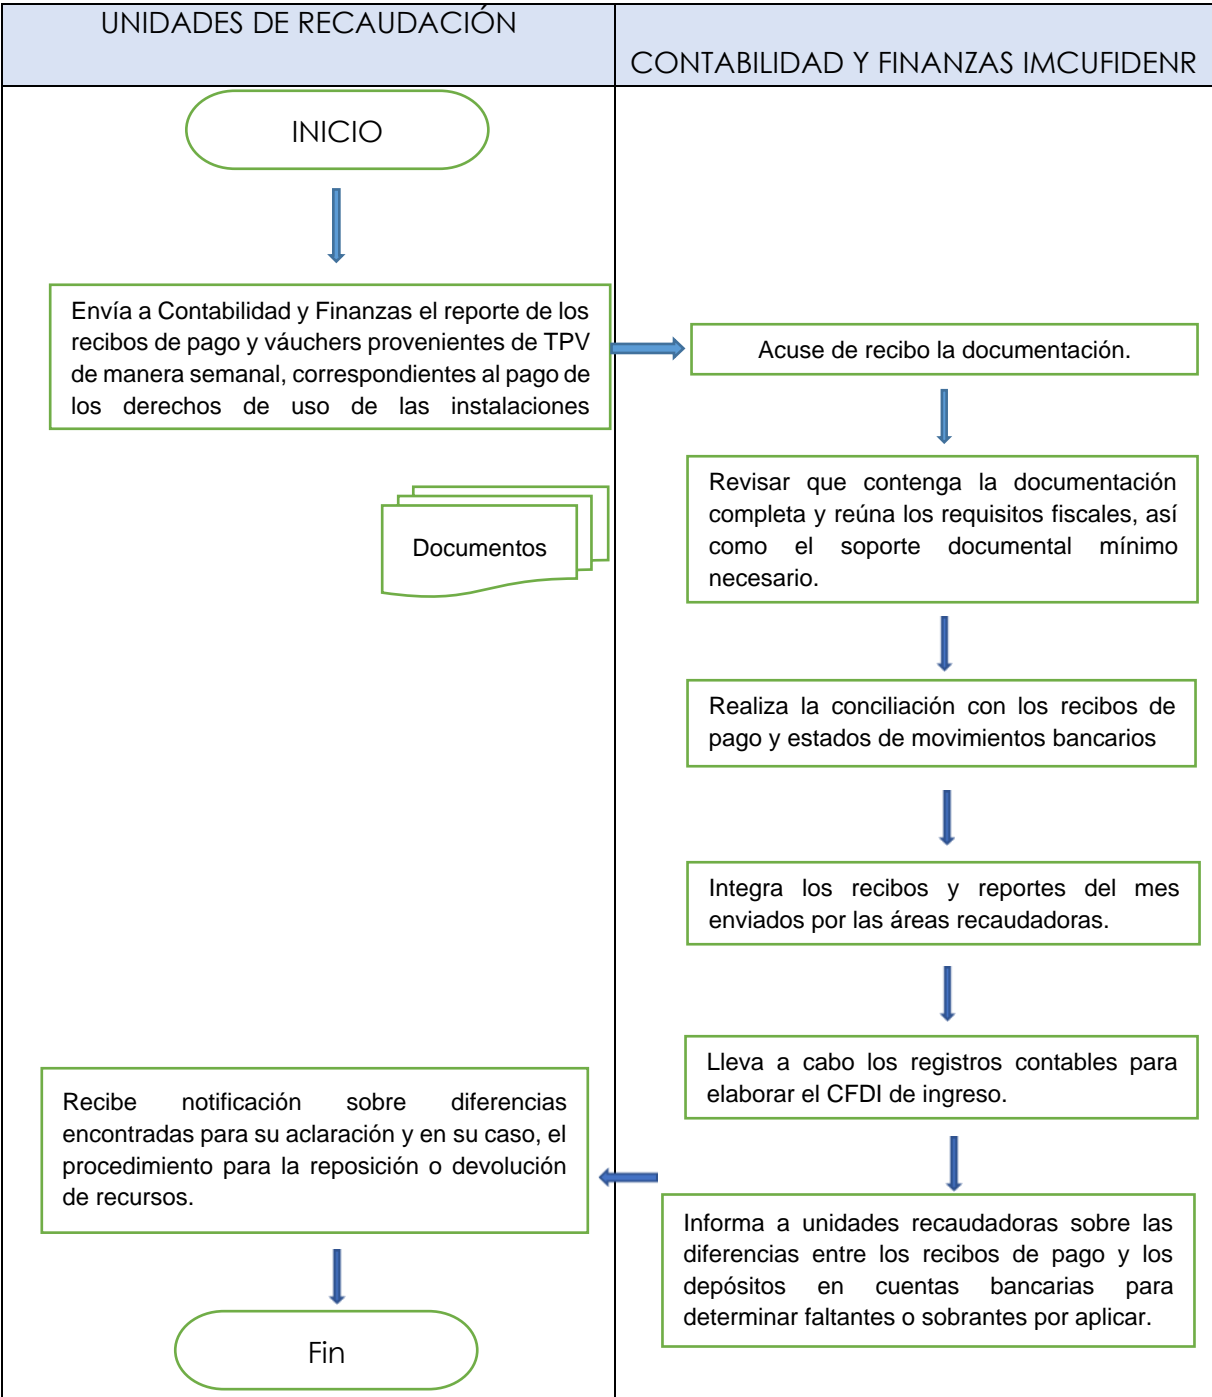 UNIDADES DE RECAUDACIÓN
CONTABILIDAD Y FINANZAS IMCUFIDENR
INICIO
Envía a Contabilidad y Finanzas el reporte de los
recibos de pago y váuchers provenientes de TPV
de manera semanal, correspondientes al pago de
los derechos de uso de las instalaciones
Acuse de recibo la documentación.
Documentos
Revisar que contenga la documentación
completa y reúna los requisitos fiscales, así
como el soporte documental mínimo
necesario.
Realiza la conciliación con los recibos de
pago y estados de movimientos bancarios
Integra los recibos y reportes del mes
enviados por las áreas recaudadoras.
Lleva a cabo los registros contables para
elaborar el CFDI de ingreso.
Informa a unidades recaudadoras sobre las
diferencias entre los recibos de pago y los
depósitos en cuentas bancarias para
determinar faltantes o sobrantes por aplicar.
Recibe notificación sobre diferencias
encontradas para su aclaración y en su caso, el
procedimiento para la reposición o devolución
de recursos.
Fin